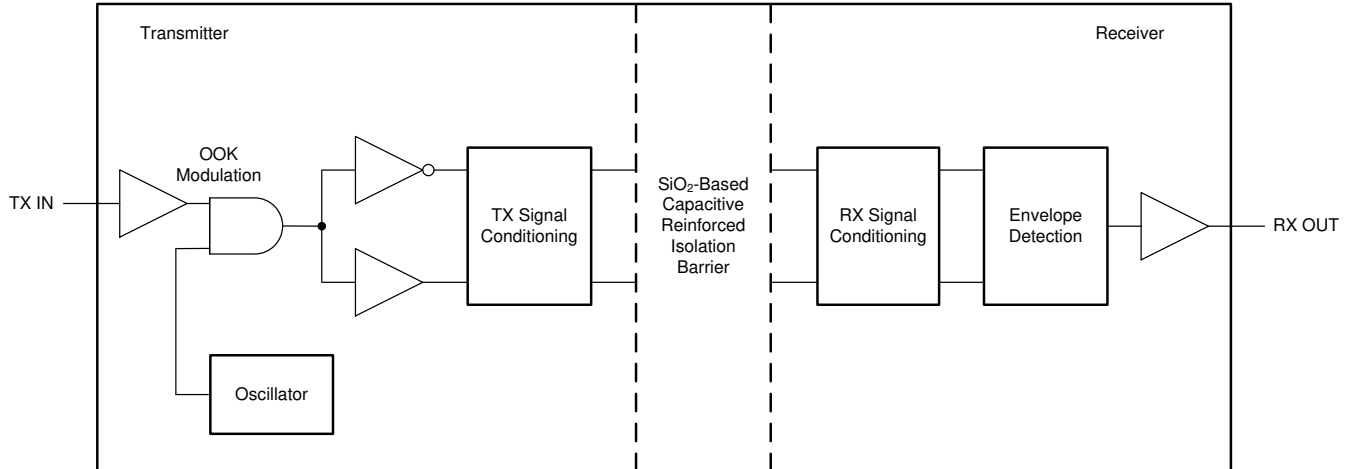 Transmitter
Receiver
OOK
Modulation
TX IN
TX Signal
Conditioning
SiO₂-Based
Capacitive
Reinforced
Isolation
Barrier
RX Signal
Conditioning
Envelope
Detection
RX OUT
Oscillator